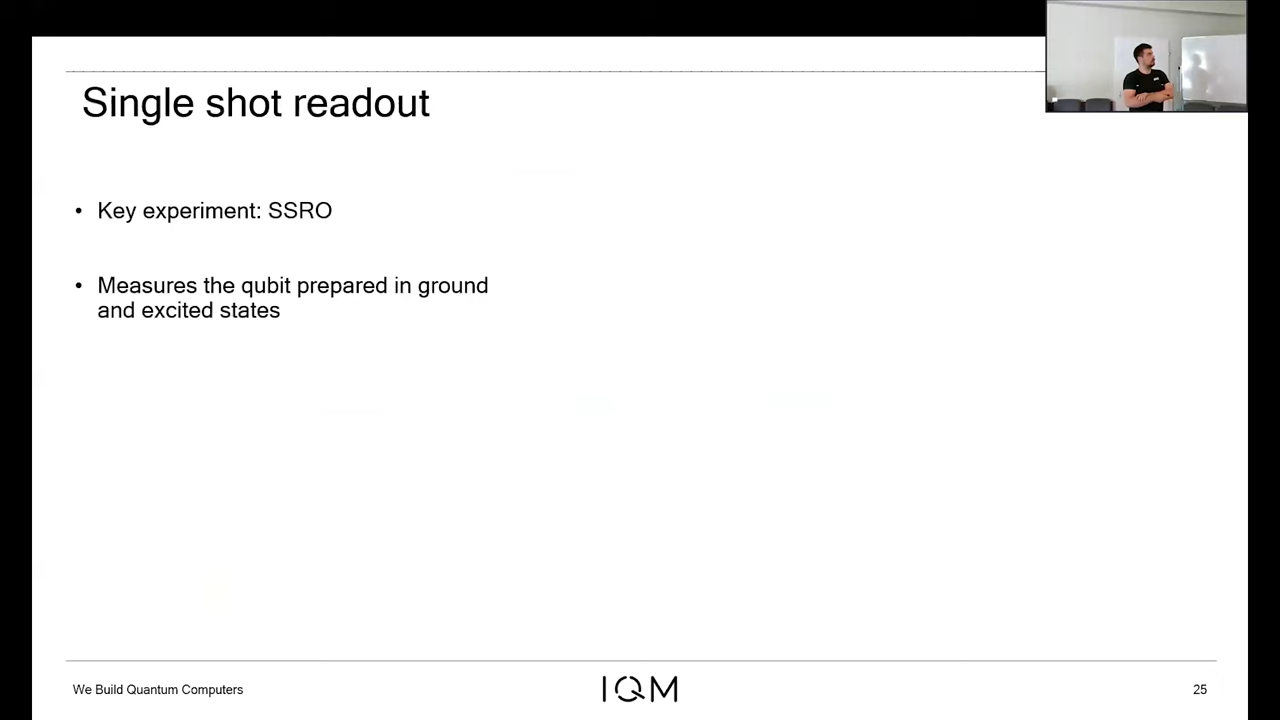 Single shot readout
• Key experiment: SSRO
• Measures the qubit prepared in ground
and excited states
We Build Quantum Computers
IQM
25